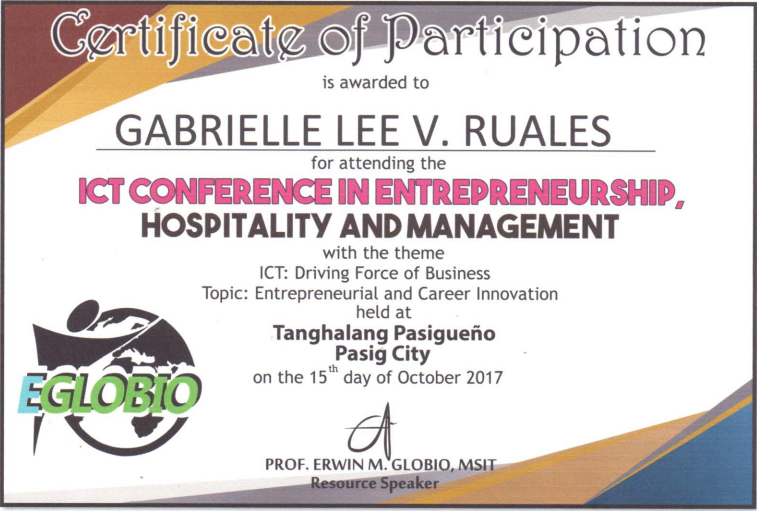 Certificate of Participation
is awarded to
GABRIELLE LEE V. RUALES
for attending the
ICT CONFERENCE IN ENTREPRENEURSHIP,
HOSPITALITY AND MANAGEMENT
with the theme
ICT: Driving Force of Business
Topic: Entrepreneurial and Career Innovation
held at
Tanghalang Pasigueño
Pasig City
on the 15th day of October 2017
EGLOBIO
PROF. ERWIN M. GLOBIO, MSIT
Resource Speaker